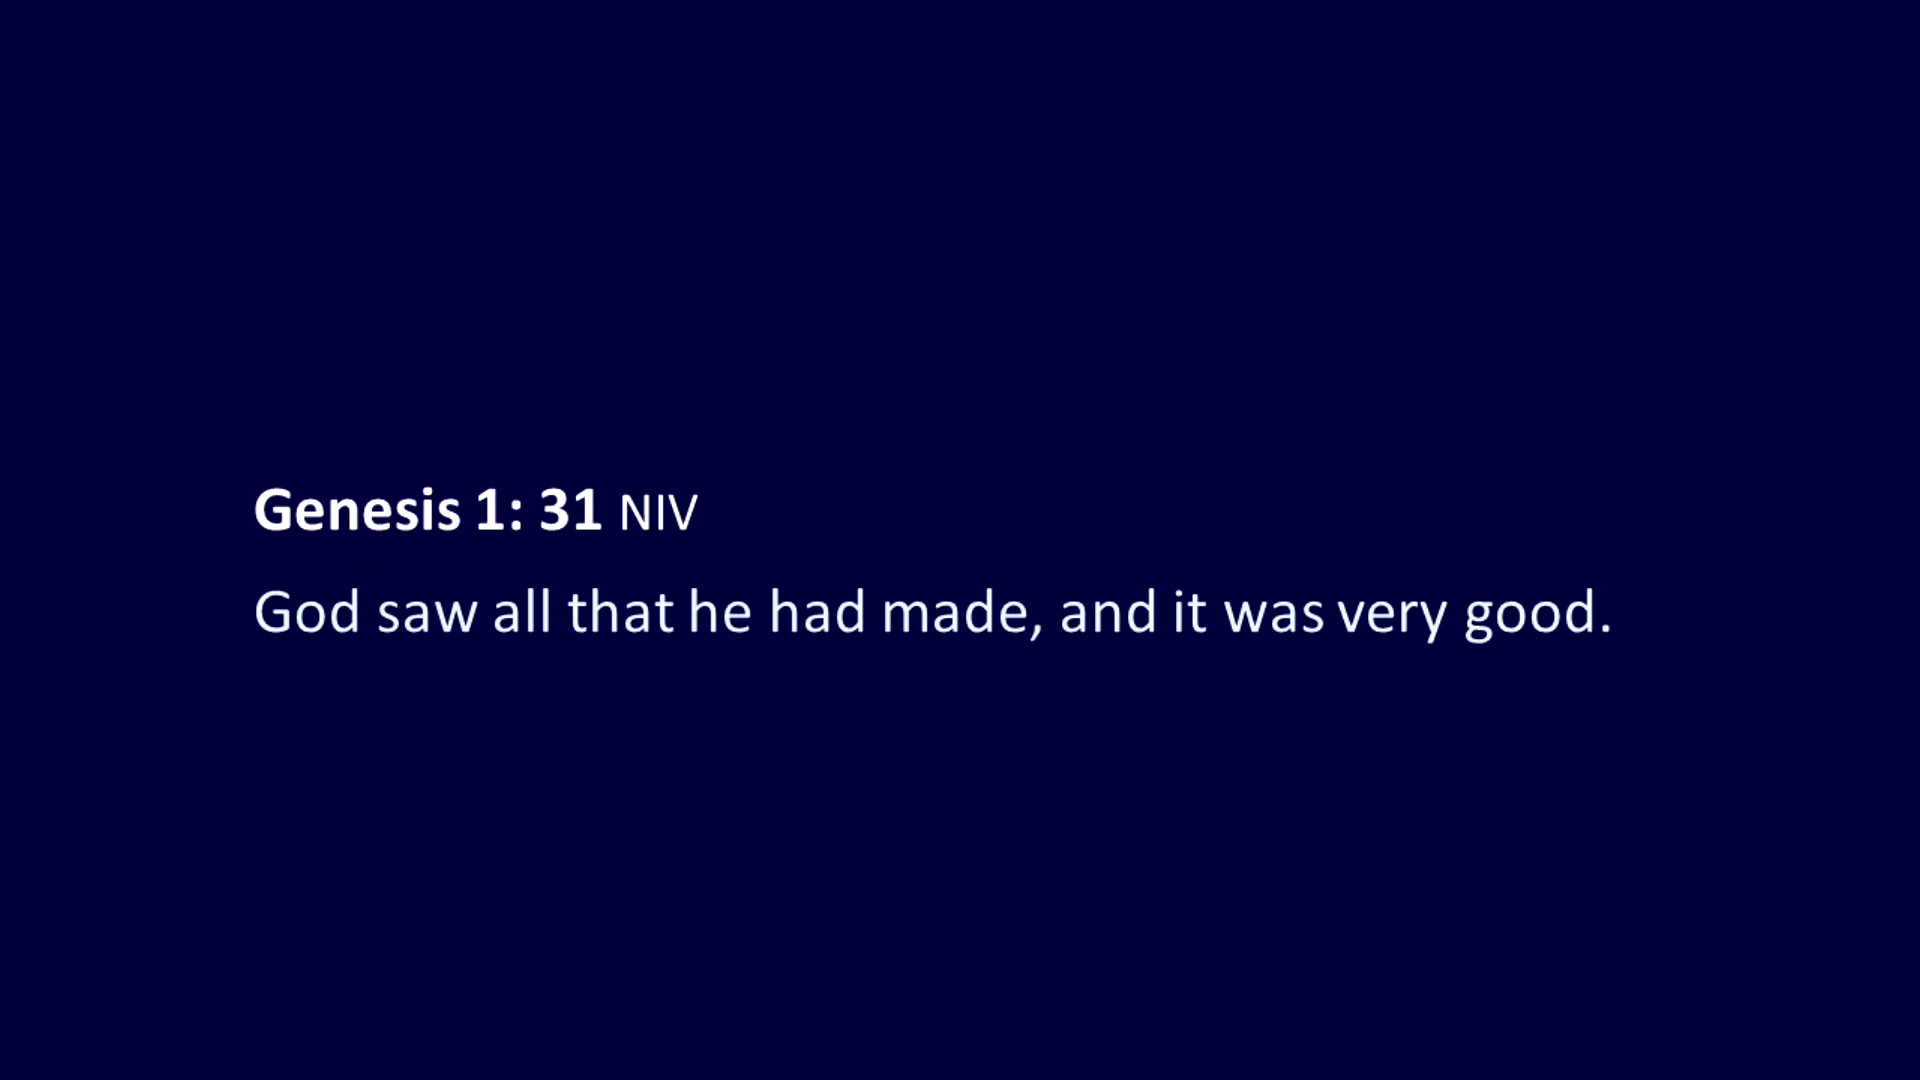 Genesis 1: 31 NIV
God saw all that he had made, and it was very good.